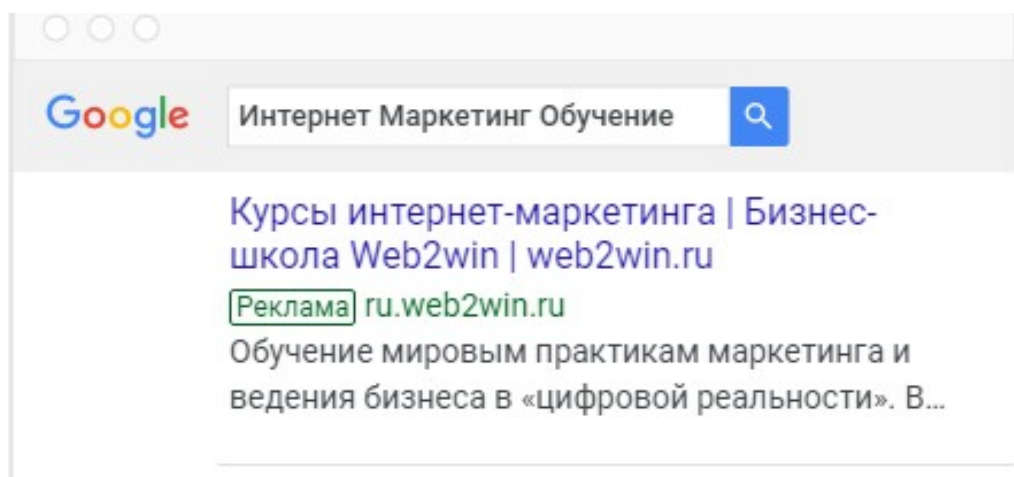 Google Интернет Маркетинг Обучение
Курсы интернет-маркетинга | Бизнес-
школа Web2win | web2win.ru
Реклама ru.web2win.ru
Обучение мировым практикам маркетинга и
ведения бизнеса в «цифровой реальности». В...